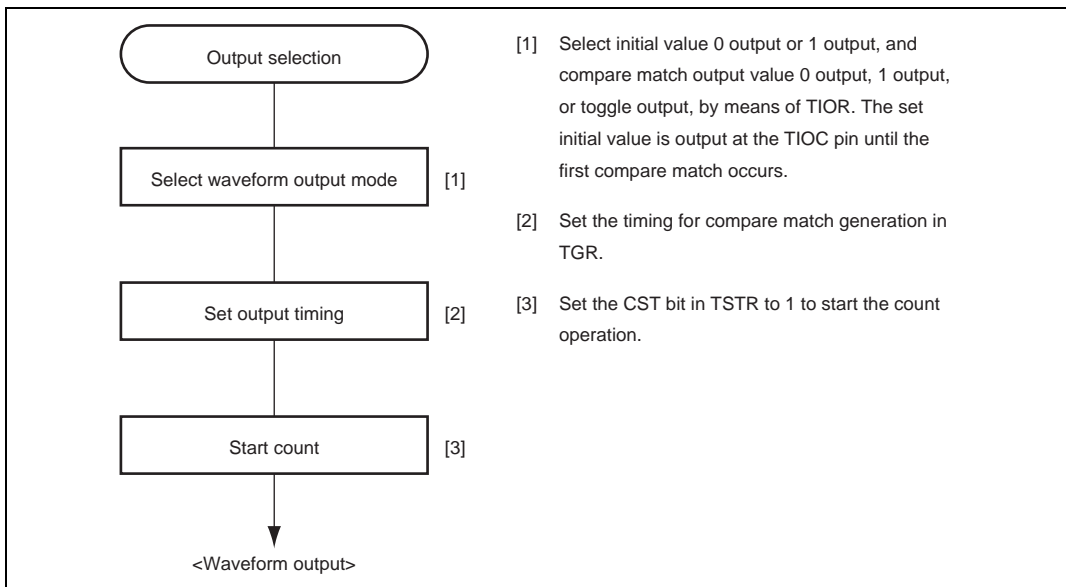 Output selection
Select waveform output mode [1]
Set output timing [2]
Start count [3]
<Waveform output>
[1] Select initial value 0 output or 1 output, and
compare match output value 0 output, 1 output,
or toggle output, by means of TIOR. The set
initial value is output at the TIOC pin until the
first compare match occurs.
[2] Set the timing for compare match generation in
TGR.
[3] Set the CST bit in TSTR to 1 to start the count
operation.